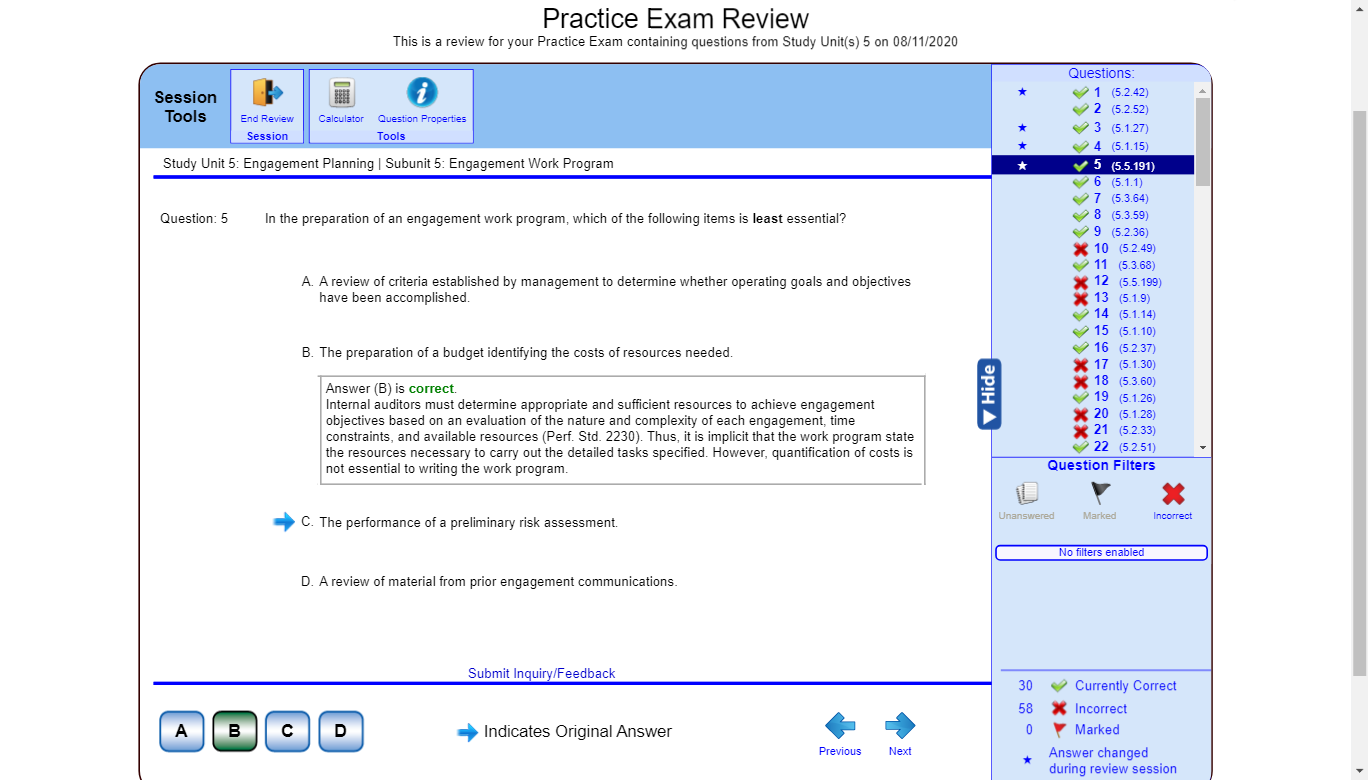 Practice Exam Review
This is a review for your Practice Exam containing questions from Study Unit(s) 5 on 08/11/2020
Session
Tools
End Review
Session
Calculator
Question Properties
Tools
Study Unit 5: Engagement Planning | Subunit 5: Engagement Work Program
Question: 5 In the preparation of an engagement work program, which of the following items is least essential?
A. A review of criteria established by management to determine whether operating goals and objectives
have been accomplished.
B. The preparation of a budget identifying the costs of resources needed.
Answer (B) is correct.
Internal auditors must determine appropriate and sufficient resources to achieve engagement
objectives based on an evaluation of the nature and complexity of each engagement, time
constraints, and available resources (Perf. Std. 2230). Thus, it is implicit that the work program state
the resources necessary to carry out the detailed tasks specified. However, quantification of costs is
not essential to writing the work program.
C. The performance of a preliminary risk assessment.
D. A review of material from prior engagement communications.
Submit Inquiry/Feedback
A B C D
Indicates Original Answer
Previous
Next
Hide
Questions:
1 (5.2.42)
2 (5.2.52)
3 (5.1.27)
4 (5.1.15)
5 (5.5.191)
6 (5.1.1)
7 (5.3.64)
8 (5.3.59)
9 (5.2.36)
10 (5.2.49)
11 (5.3.68)
12 (5.5.199)
13 (5.1.9)
14 (5.1.14)
15 (5.1.10)
16 (5.2.37)
17 (5.1.30)
18 (5.3.60)
19 (5.1.26)
20 (5.1.28)
21 (5.2.33)
22 (5.2.51)
Question Filters
Unanswered
Marked
Incorrect
No filters enabled
30 Currently Correct
58 Incorrect
0 Marked
Answer changed
during review session